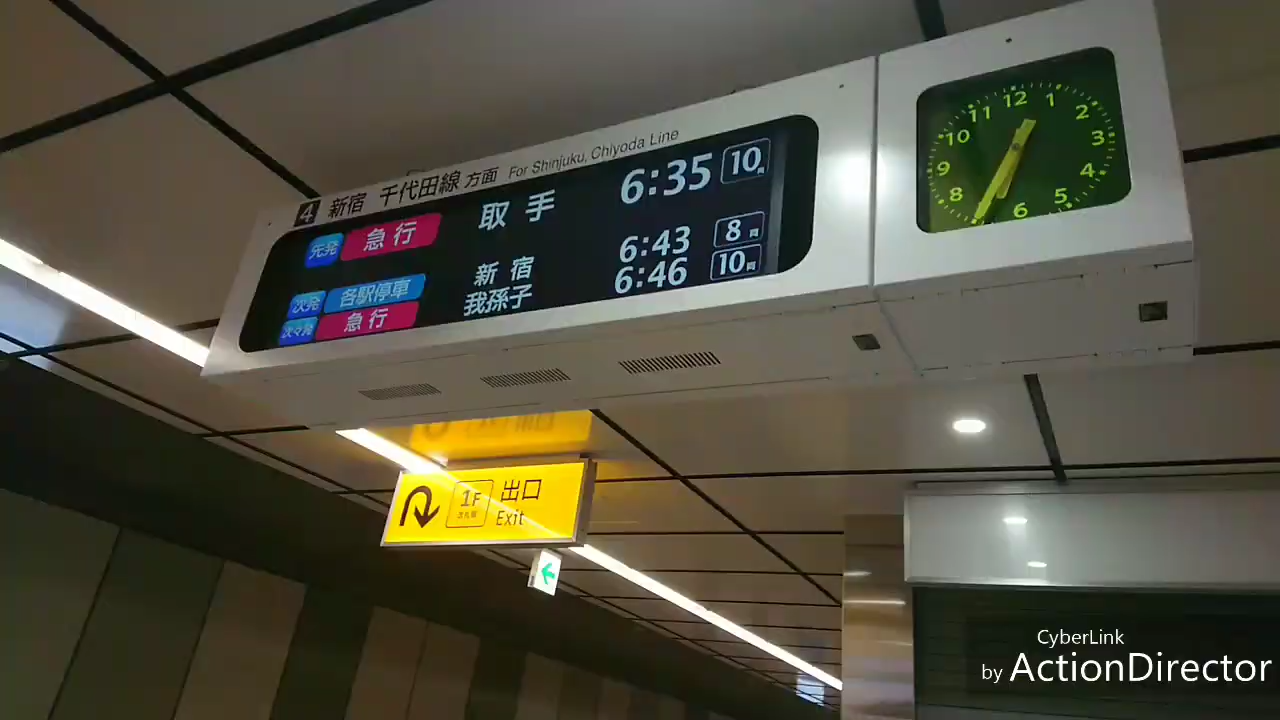 4 新宿 千代田線 方面 For Shinjuku, Chiyoda Line
先発 急行 取手 6:35 10両
次発 各駅停車 新宿 6:43 8両
次々発 急行 我孫子 6:46 10両
12 1 2 3 4 5 6 8 9 10 11
1F 出口
改札階 Exit
CyberLink
by ActionDirector